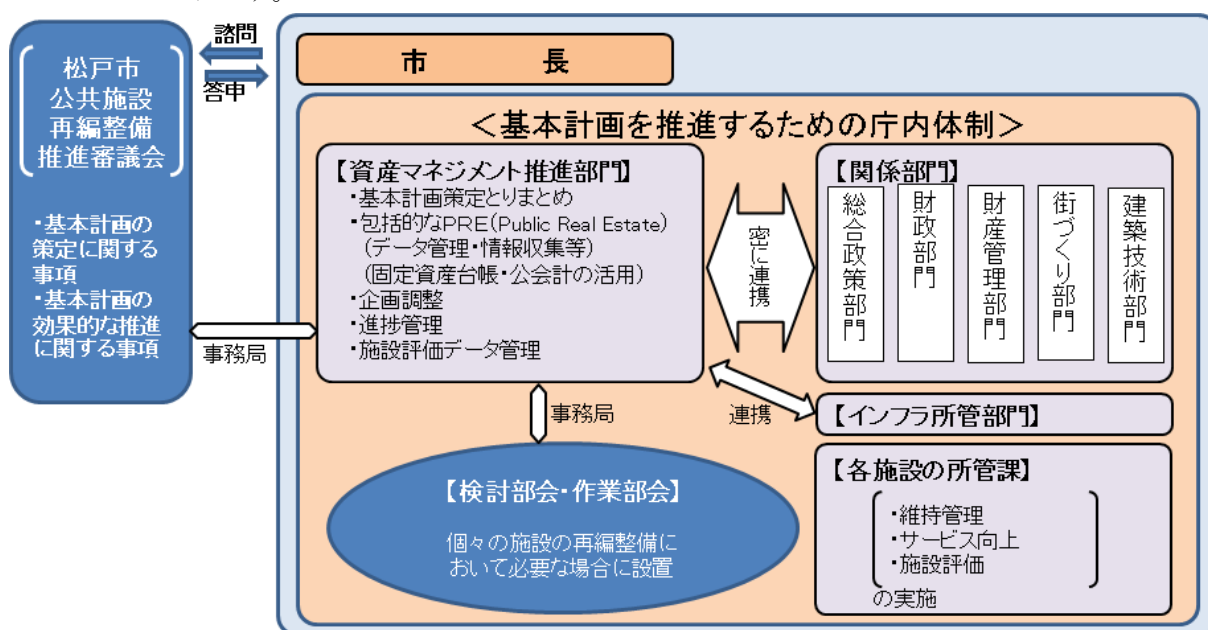 諮問
答申
松戸市
公共施設
再編整備
推進審議会
・基本計画の
策定に関する
事項
・基本計画の
効果的な推進
に関する事項
事務局
市　　　長
＜基本計画を推進するための庁内体制＞
【資産マネジメント推進部門】
・基本計画策定とりまとめ
・包括的なPRE(Public Real Estate)
(データ管理・情報収集等)
(固定資産台帳・公会計の活用)
・企画調整
・進捗管理
・施設評価データ管理
密に連携
【関係部門】
総合政策部門
財政部門
財産管理部門
街づくり部門
建築技術部門
事務局
連携
【インフラ所管部門】
【検討部会・作業部会】
個々の施設の再編整備に
おいて必要な場合に設置
【各施設の所管課】
・維持管理
・サービス向上
・施設評価
の実施